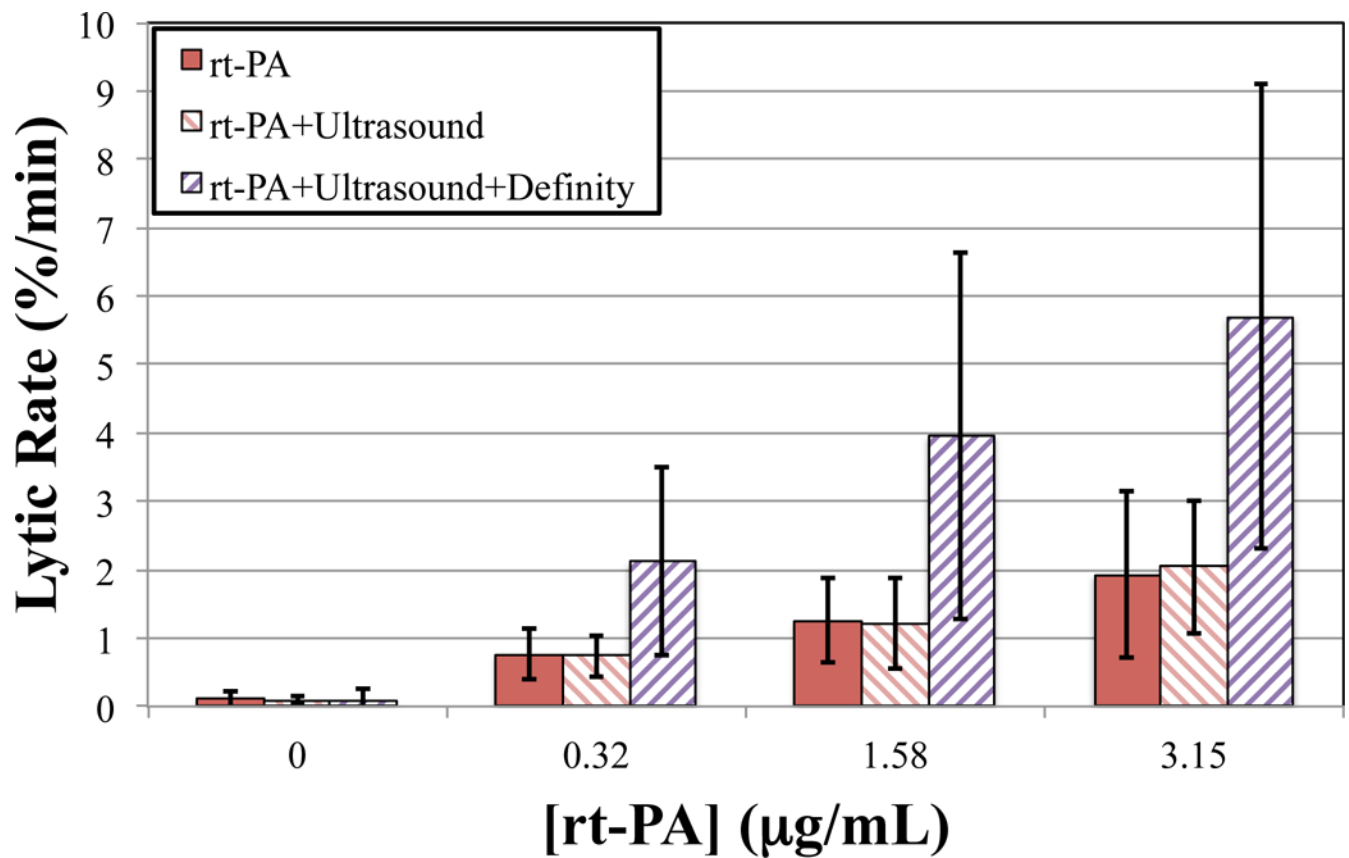 10
9
8
7
6
5
4
3
2
1
0
Lytic Rate (%/min)
rt-PA
rt-PA+Ultrasound
rt-PA+Ultrasound+Definity
0 0.32 1.58 3.15
[rt-PA] (μg/mL)